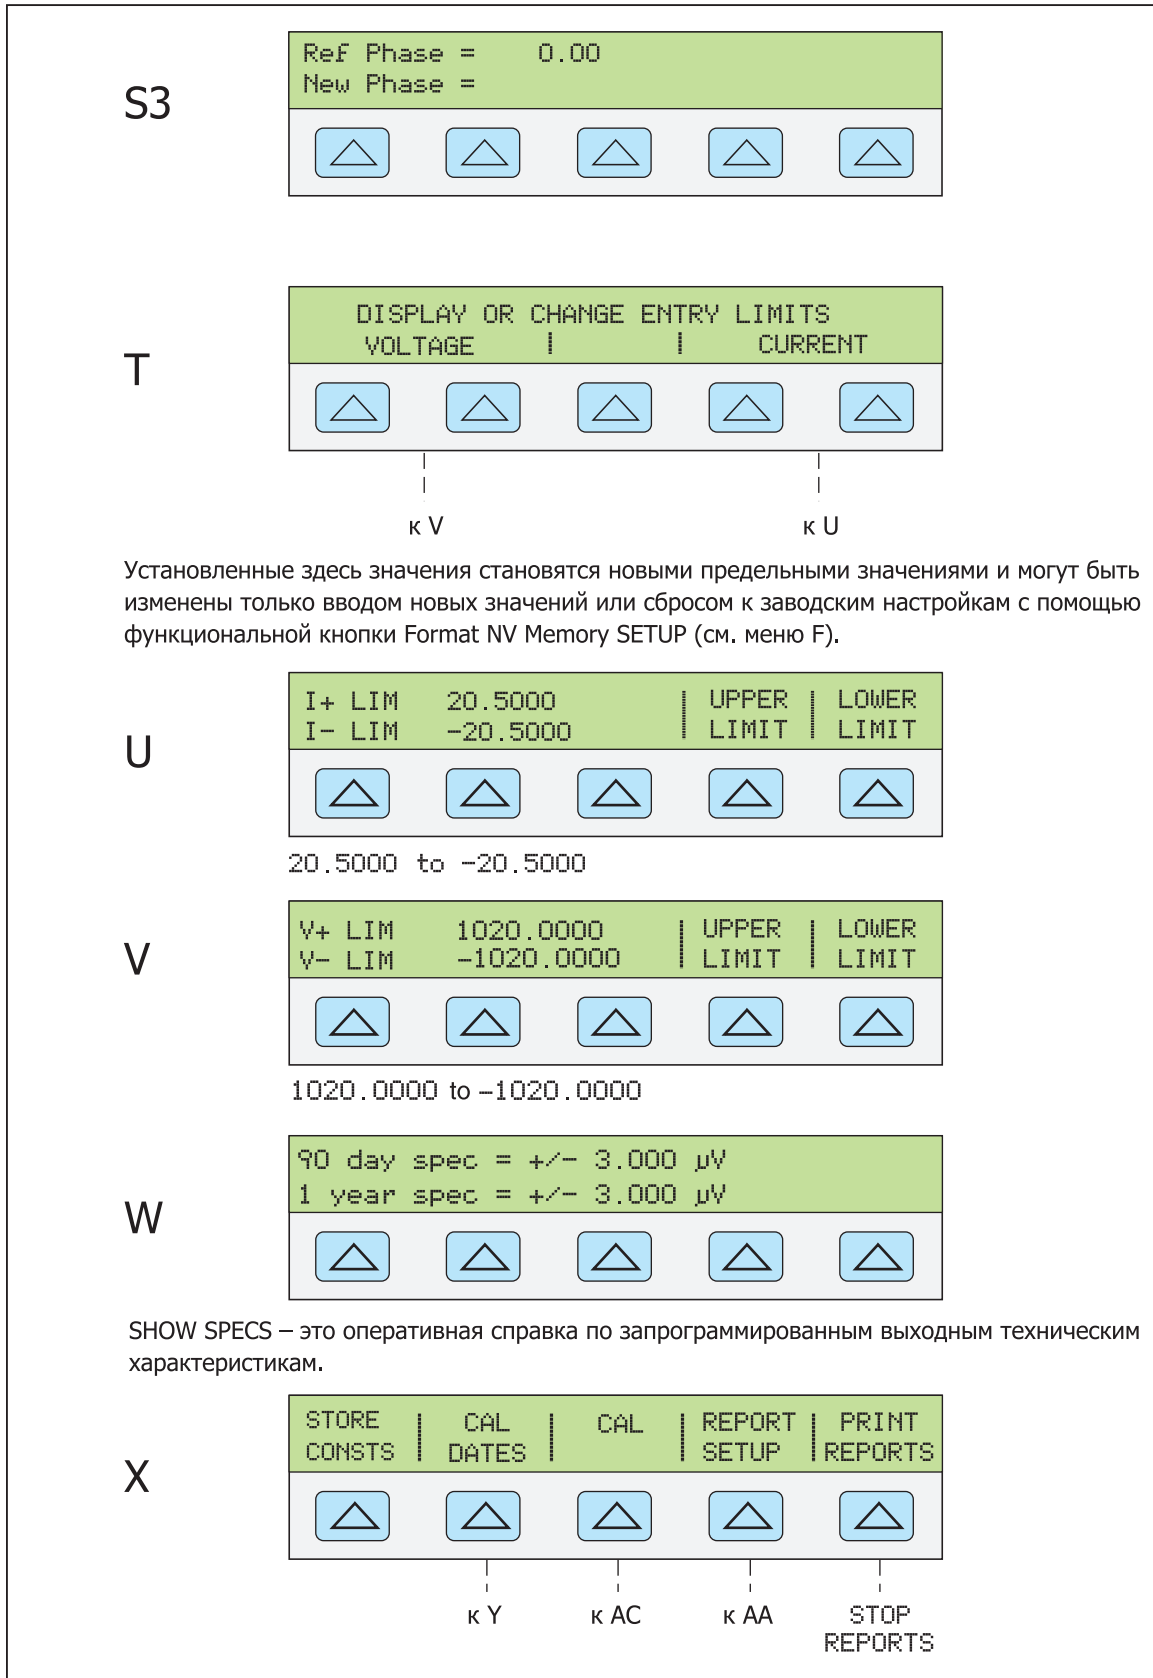 S3
Ref Phase = 0.00
New Phase =
T
DISPLAY OR CHANGE ENTRY LIMITS
VOLTAGE | | CURRENT
к V к U
Установленные здесь значения становятся новыми предельными значениями и могут быть
изменены только вводом новых значений или сбросом к заводским настройкам с помощью
функциональной кнопки Format NV Memory SETUP (см. меню F).
U
I+ LIM 20.5000 | UPPER | LOWER
I- LIM -20.5000 | LIMIT | LIMIT
20.5000 to -20.5000
V
V+ LIM 1020.0000 | UPPER | LOWER
V- LIM -1020.0000 | LIMIT | LIMIT
1020.0000 to -1020.0000
W
90 day spec = +/- 3.000 µV
1 year spec = +/- 3.000 µV
SHOW SPECS – это оперативная справка по запрограммированным выходным техническим
характеристикам.
X
STORE | CAL | CAL | REPORT | PRINT
CONSTS | DATES | | SETUP | REPORTS
к Y к AC к AA STOP
REPORTS